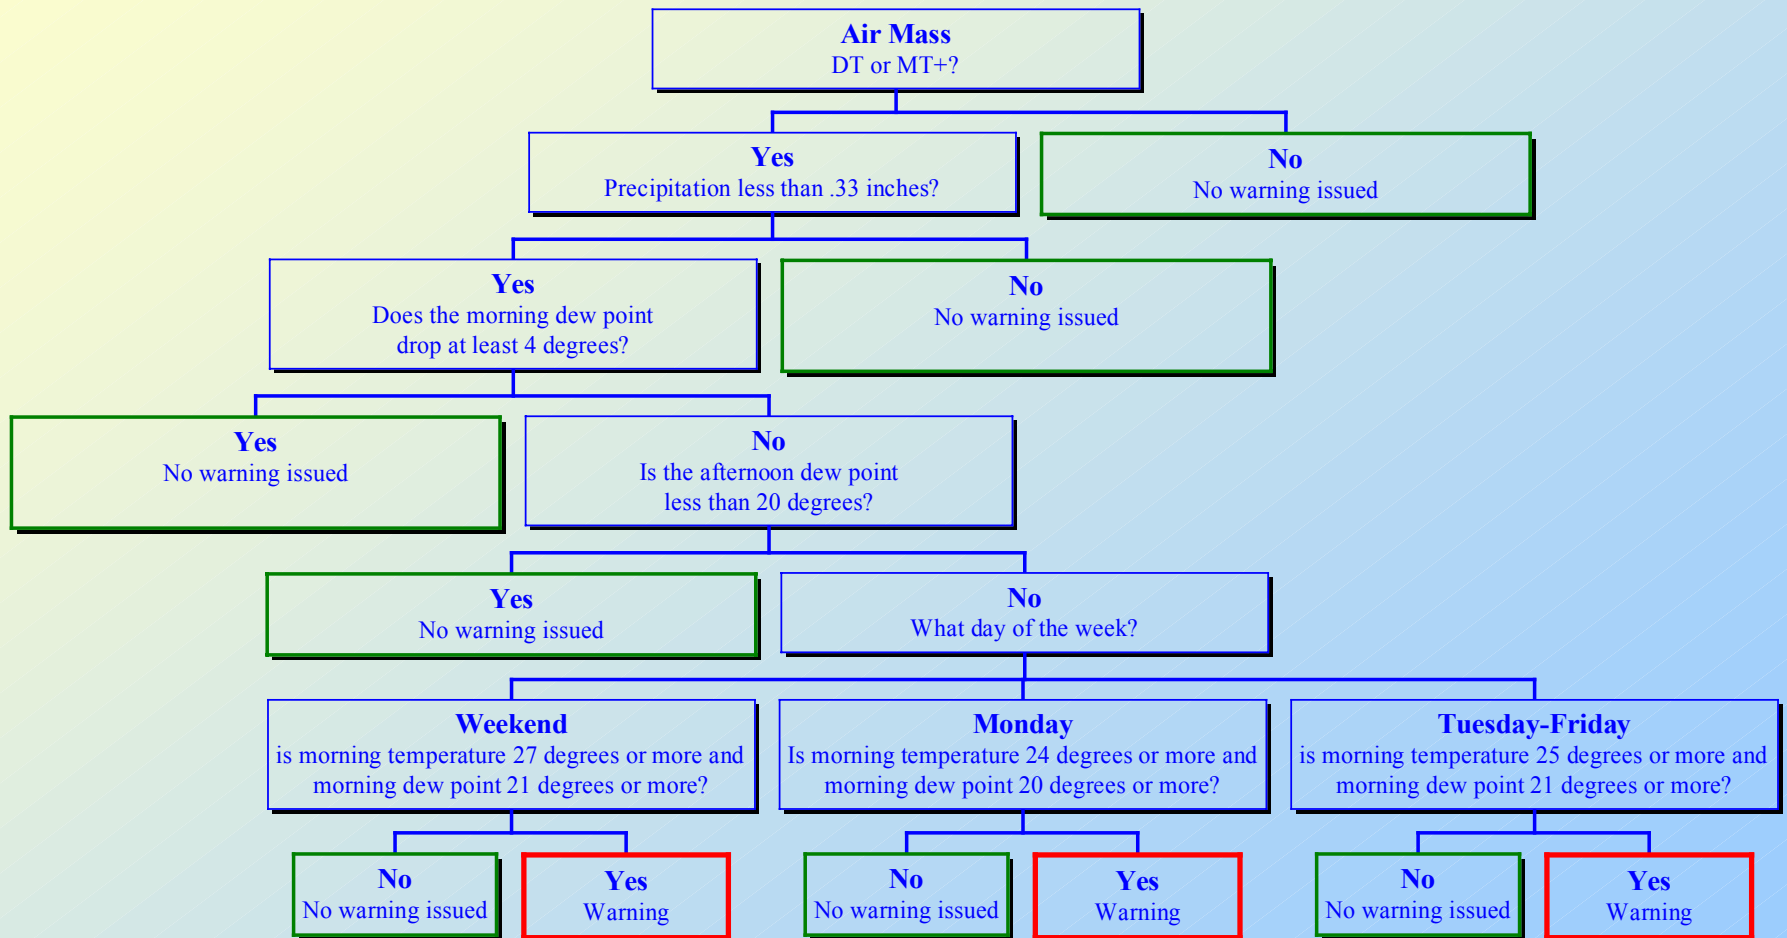 Air Mass
DT or MT+?
Yes
Precipitation less than .33 inches?
No
No warning issued
Yes
Does the morning dew point
drop at least 4 degrees?
No
No warning issued
Yes
No warning issued
No
Is the afternoon dew point
less than 20 degrees?
Yes
No warning issued
No
What day of the week?
Weekend
is morning temperature 27 degrees or more and
morning dew point 21 degrees or more?
Monday
Is morning temperature 24 degrees or more and
morning dew point 20 degrees or more?
Tuesday-Friday
is morning temperature 25 degrees or more and
morning dew point 21 degrees or more?
No
No warning issued
Yes
Warning
No
No warning issued
Yes
Warning
No
No warning issued
Yes
Warning